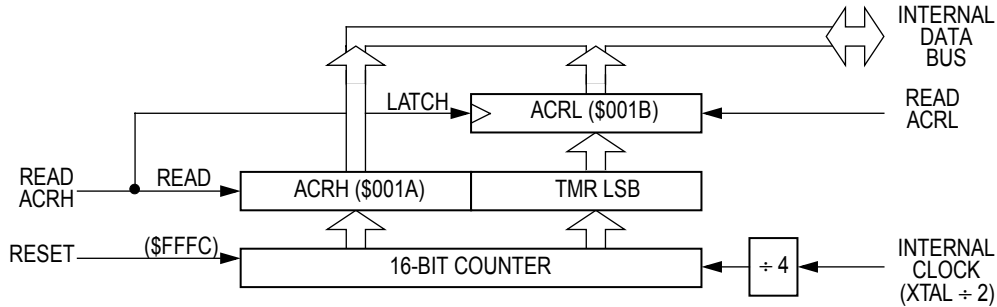 INTERNAL
DATA
BUS
LATCH
ACRL ($001B)
READ
ACRL
READ
ACRH
READ
ACRH ($001A)
TMR LSB
RESET
($FFFC)
16-BIT COUNTER
÷ 4
INTERNAL
CLOCK
(XTAL ÷ 2)